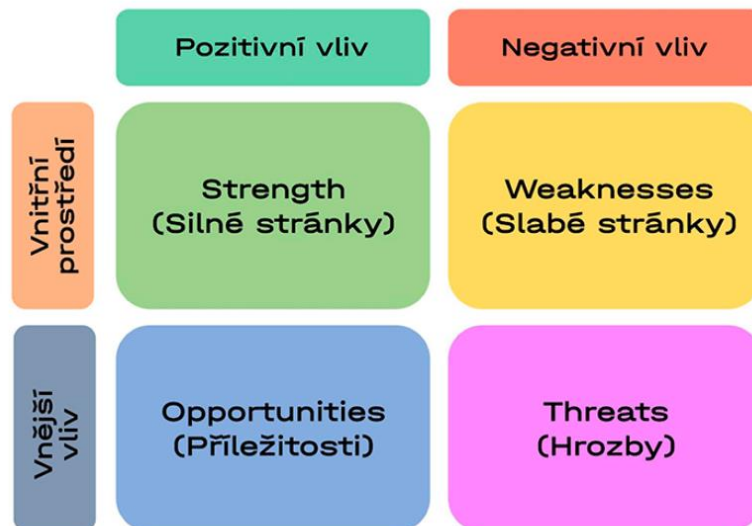 Pozitivní vliv
Negativní vliv
Vnitřní
prostředí
Strength
(Silné stránky)
Weaknesses
(Slabé stránky)
Vnější
vliv
Opportunities
(Příležitosti)
Threats
(Hrozby)